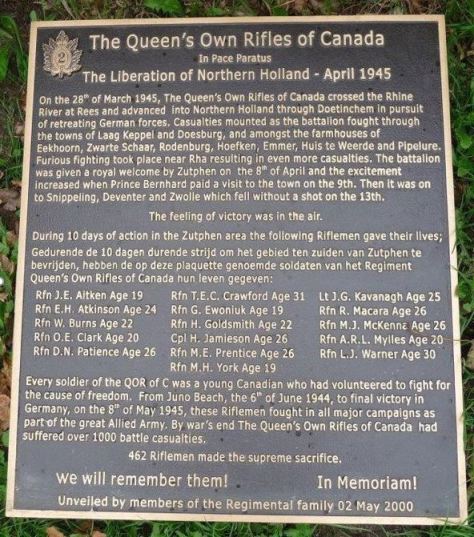 The Queen's Own Rifles of Canada
2
In Pace Paratus
The Liberation of Northern Holland - April 1945
On the 28th of March 1945, The Queen's Own Rifles of Canada crossed the Rhine
River at Rees and advanced into Northern Holland through Doetinchem in pursuit
of retreating German forces. Casualties mounted as the battalion fought through
the towns of Laag Keppel and Doesburg, and amongst the farmhouses of
Eekhoorn, Zwarte Schaar, Rodenburg, Hoefken, Emmer, Huis te Weerde and Pipelure.
Furious fighting took place near Rha resulting in even more casualties. The battalion
was given a royal welcome by Zutphen on the 8th of April and the excitement
increased when Prince Bernhard paid a visit to the town on the 9th. Then it was on
to Snippeling, Deventer and Zwolle which fell without a shot on the 13th.
The feeling of victory was in the air.
During 10 days of action in the Zutphen area the following Riflemen gave their lives;
Gedurende de 10 dagen durende strijd om het gebied ten zuiden van Zutphen te
bevrijden, hebben de op deze plaquette genoemde soldaten van het Regiment
Queen's Own Rifles of Canada hun leven gegeven:
Rfn J.E. Aitken Age 19 Rfn T.E.C. Crawford Age 31 Lt J.G. Kavanagh Age 25
Rfn E.H. Atkinson Age 24 Rfn G. Ewoniuk Age 19 Rfn R. Macara Age 26
Rfn W. Burns Age 22 Rfn H. Goldsmith Age 22 Rfn M.J. McKenna Age 26
Rfn O.E. Clark Age 20 Cpl H. Jamieson Age 26 Rfn A.R.L. Mylles Age 20
Rfn D.N. Patience Age 26 Rfn M.E. Prentice Age 26 Rfn L.J. Warner Age 30
Rfn M.H. York Age 19
Every soldier of the QOR of C was a young Canadian who had volunteered to fight for
the cause of freedom. From Juno Beach, the 6th of June 1944, to final victory in
Germany, on the 8th of May 1945, these Riflemen fought in all major campaigns as
part of the great Allied Army. By war's end The Queen's Own Rifles of Canada had
suffered over 1000 battle casualties.
462 Riflemen made the supreme sacrifice.
We will remember them! In Memoriam!
Unveiled by members of the Regimental family 02 May 2000